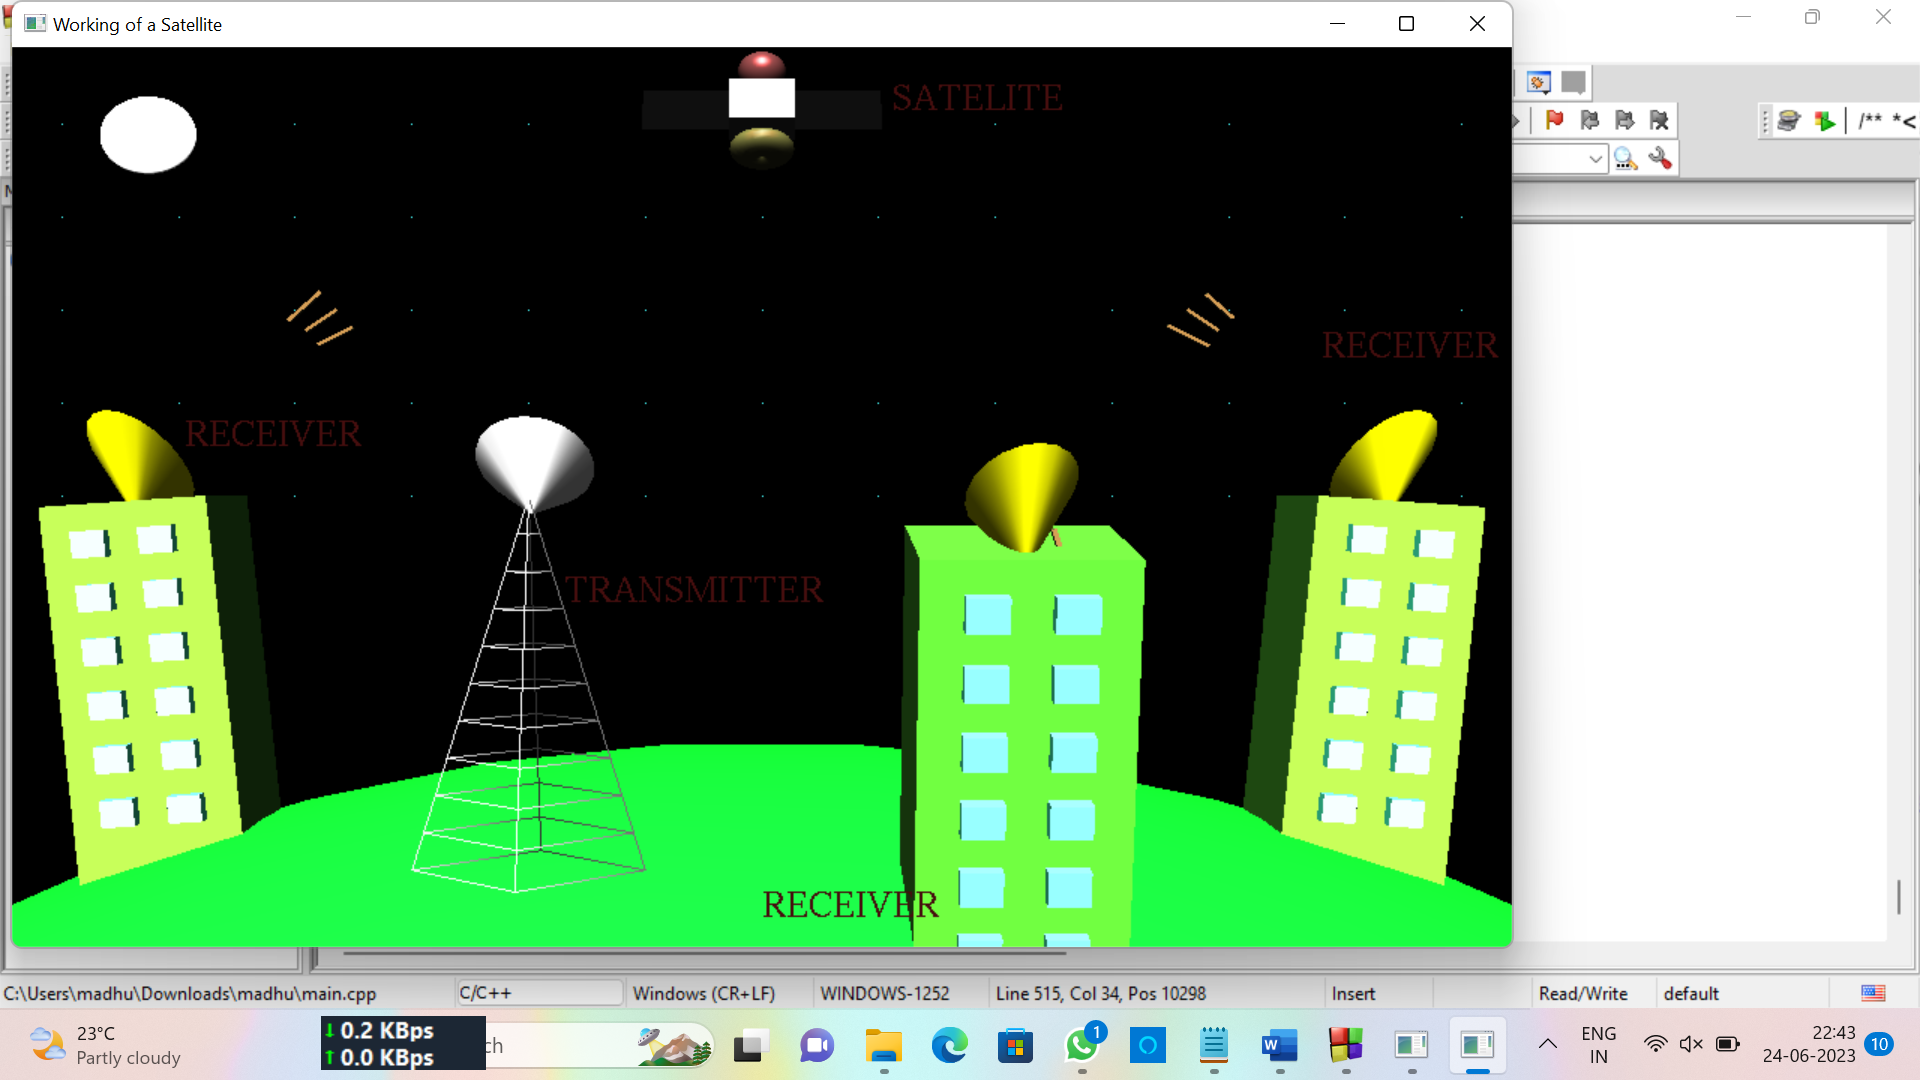 Working of a Satellite
SATELITE
/** *<
RECEIVER
RECEIVER
TRANSMITTER
RECEIVER
C:\Users\madhu\Downloads\madhu\main.cpp
C/C++
Windows (CR+LF)
WINDOWS-1252
Line 515, Col 34, Pos 10298
Insert
Read/Write
default
23°C
Partly cloudy
↓ 0.2 KBps
↑ 0.0 KBps
ch
1
W
ENG
IN
22:43
24-06-2023
10